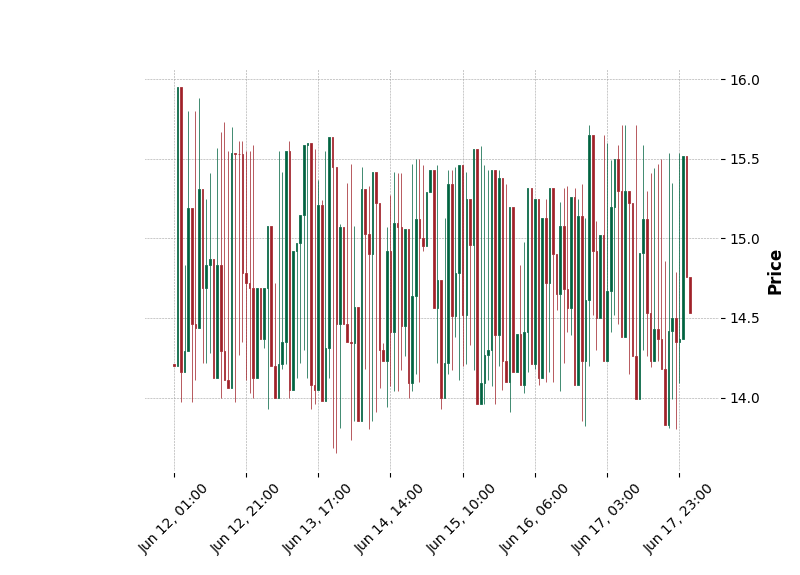 16.0
15.5
15.0
14.5
14.0
Price
Jun 12, 01:00
Jun 12, 21:00
Jun 13, 17:00
Jun 14, 14:00
Jun 15, 10:00
Jun 16, 06:00
Jun 17, 03:00
Jun 17, 23:00